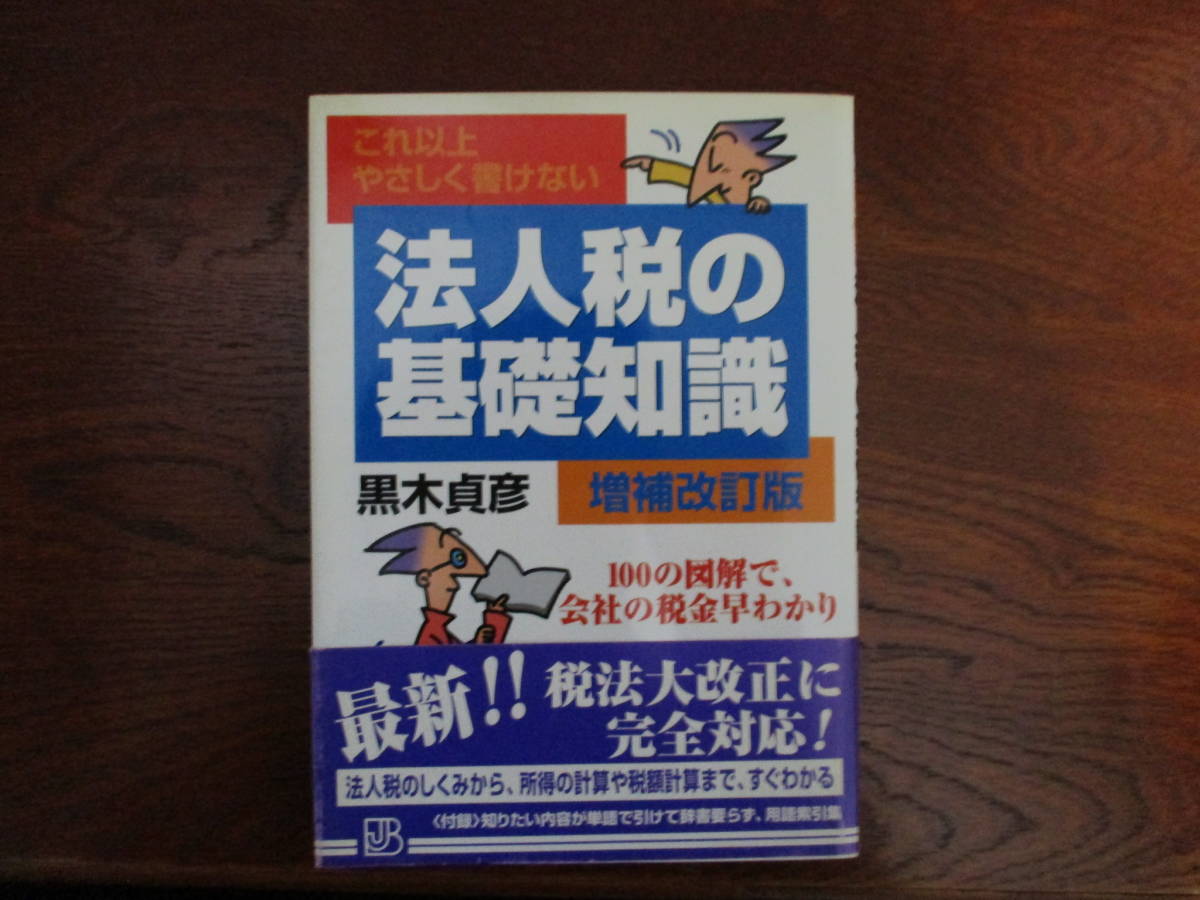 これ以上
やさしく書けない
法人税の
基礎知識
黒木貞彦
増補改訂版
100の図解で、
会社の税金早わかり
最新!!
税法大改正に
完全対応!
法人税のしくみから、所得の計算や税額計算まで、すぐわかる
〈付録〉知りたい内容が単語で引けて辞書要らず、用語索引集
JB